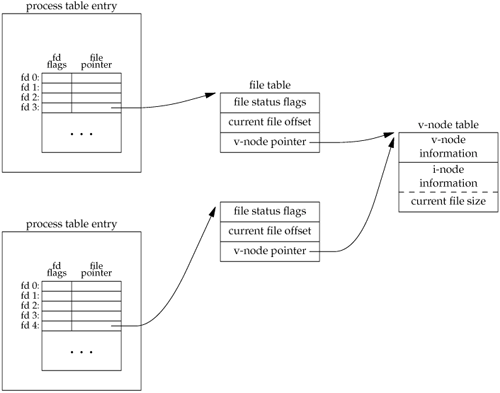 process table entry
fd file
flags pointer
fd 0:
fd 1:
fd 2:
fd 3:
. . .
file table
file status flags
current file offset
v-node pointer
v-node table
v-node
information
i-node
information
current file size
process table entry
fd file
flags pointer
fd 0:
fd 1:
fd 2:
fd 3:
fd 4:
. . .
file status flags
current file offset
v-node pointer